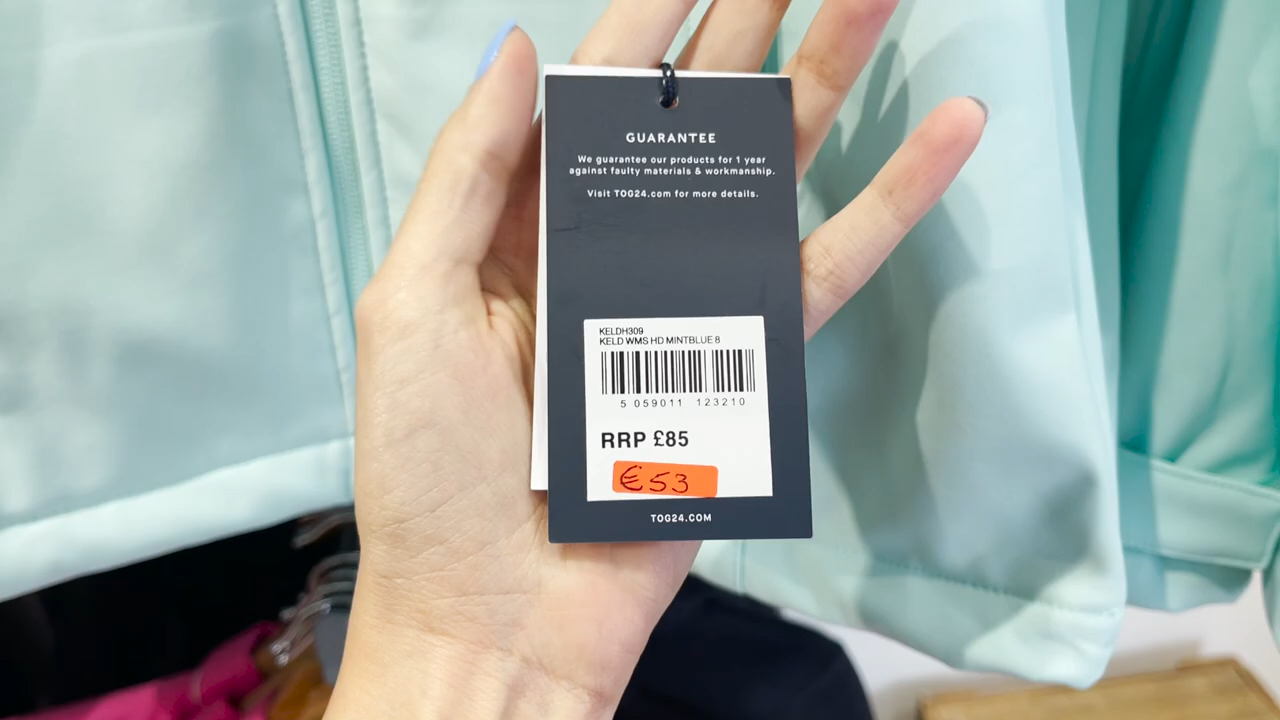 GUARANTEE
We guarantee our products for 1 year
against faulty materials & workmanship.
Visit TOG24.com for more details.
KELDH309
KELD WMS HD MINTBLUE 8
5 059011 123210
RRP £85
€53
TOG24.COM